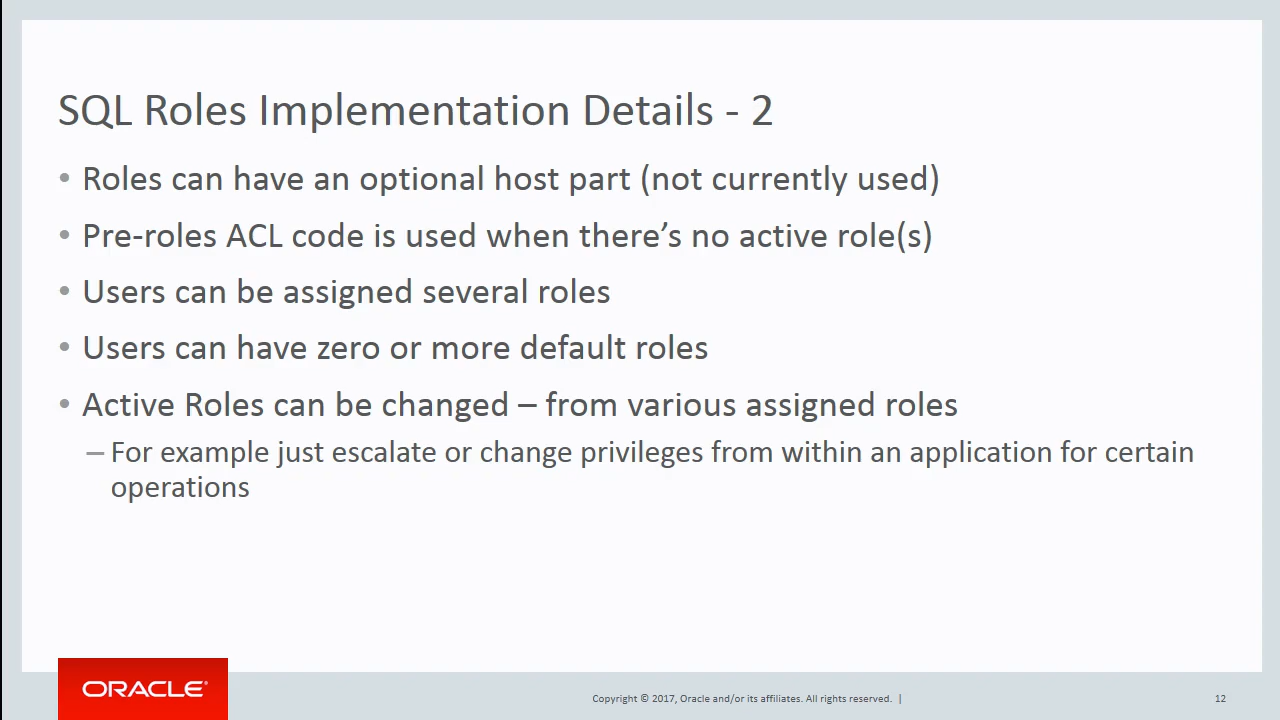 SQL Roles Implementation Details - 2
• Roles can have an optional host part (not currently used)
• Pre-roles ACL code is used when there’s no active role(s)
• Users can be assigned several roles
• Users can have zero or more default roles
• Active Roles can be changed – from various assigned roles
– For example just escalate or change privileges from within an application for certain
operations
ORACLE®
Copyright © 2017, Oracle and/or its affiliates. All rights reserved. |
12